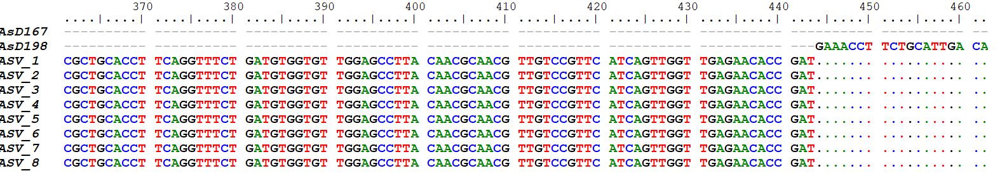 370 380 390 400 410 420 430 440 450 460
....|....| ....|....| ....|....| ....|....| ....|....| ....|....| ....|....| ....|....| ....|....| ....|....| ..
AsD167 ---------- ---------- ---------- ---------- ---------- ---------- ---------- ---------- ---------- ---------- --
AsD198 ---------- ---------- ---------- ---------- ---------- ---------- ---------- ---------- ---GAAACCT TCTGCATTGA CA
ASV_1 CGCTGCACCT TCAGGTTTCT GATGTGGTGT TGGAGCCTTA CAACGCAACG TTGTCCGTTC ATCAGTTGGT TGAGAACACC GAT....... .......... ..
ASV_2 CGCTGCACCT TCAGGTTTCT GATGTGGTGT TGGAGCCTTA CAACGCAACG TTGTCCGTTC ATCAGTTGGT TGAGAACACC GAT....... .......... ..
ASV_3 CGCTGCACCT TCAGGTTTCT GATGTGGTGT TGGAGCCTTA CAACGCAACG TTGTCCGTTC ATCAGTTGGT TGAGAACACC GAT....... .......... ..
ASV_4 CGCTGCACCT TCAGGTTTCT GATGTGGTGT TGGAGCCTTA CAACGCAACG TTGTCCGTTC ATCAGTTGGT TGAGAACACC GAT....... .......... ..
ASV_5 CGCTGCACCT TCAGGTTTCT GATGTGGTGT TGGAGCCTTA CAACGCAACG TTGTCCGTTC ATCAGTTGGT TGAGAACACC GAT....... .......... ..
ASV_6 CGCTGCACCT TCAGGTTTCT GATGTGGTGT TGGAGCCTTA CAACGCAACG TTGTCCGTTC ATCAGTTGGT TGAGAACACC GAT....... .......... ..
ASV_7 CGCTGCACCT TCAGGTTTCT GATGTGGTGT TGGAGCCTTA CAACGCAACG TTGTCCGTTC ATCAGTTGGT TGAGAACACC GAT....... .......... ..
ASV_8 CGCTGCACCT TCAGGTTTCT GATGTGGTGT TGGAGCCTTA CAACGCAACG TTGTCCGTTC ATCAGTTGGT TGAGAACACC GAT....... .......... ..